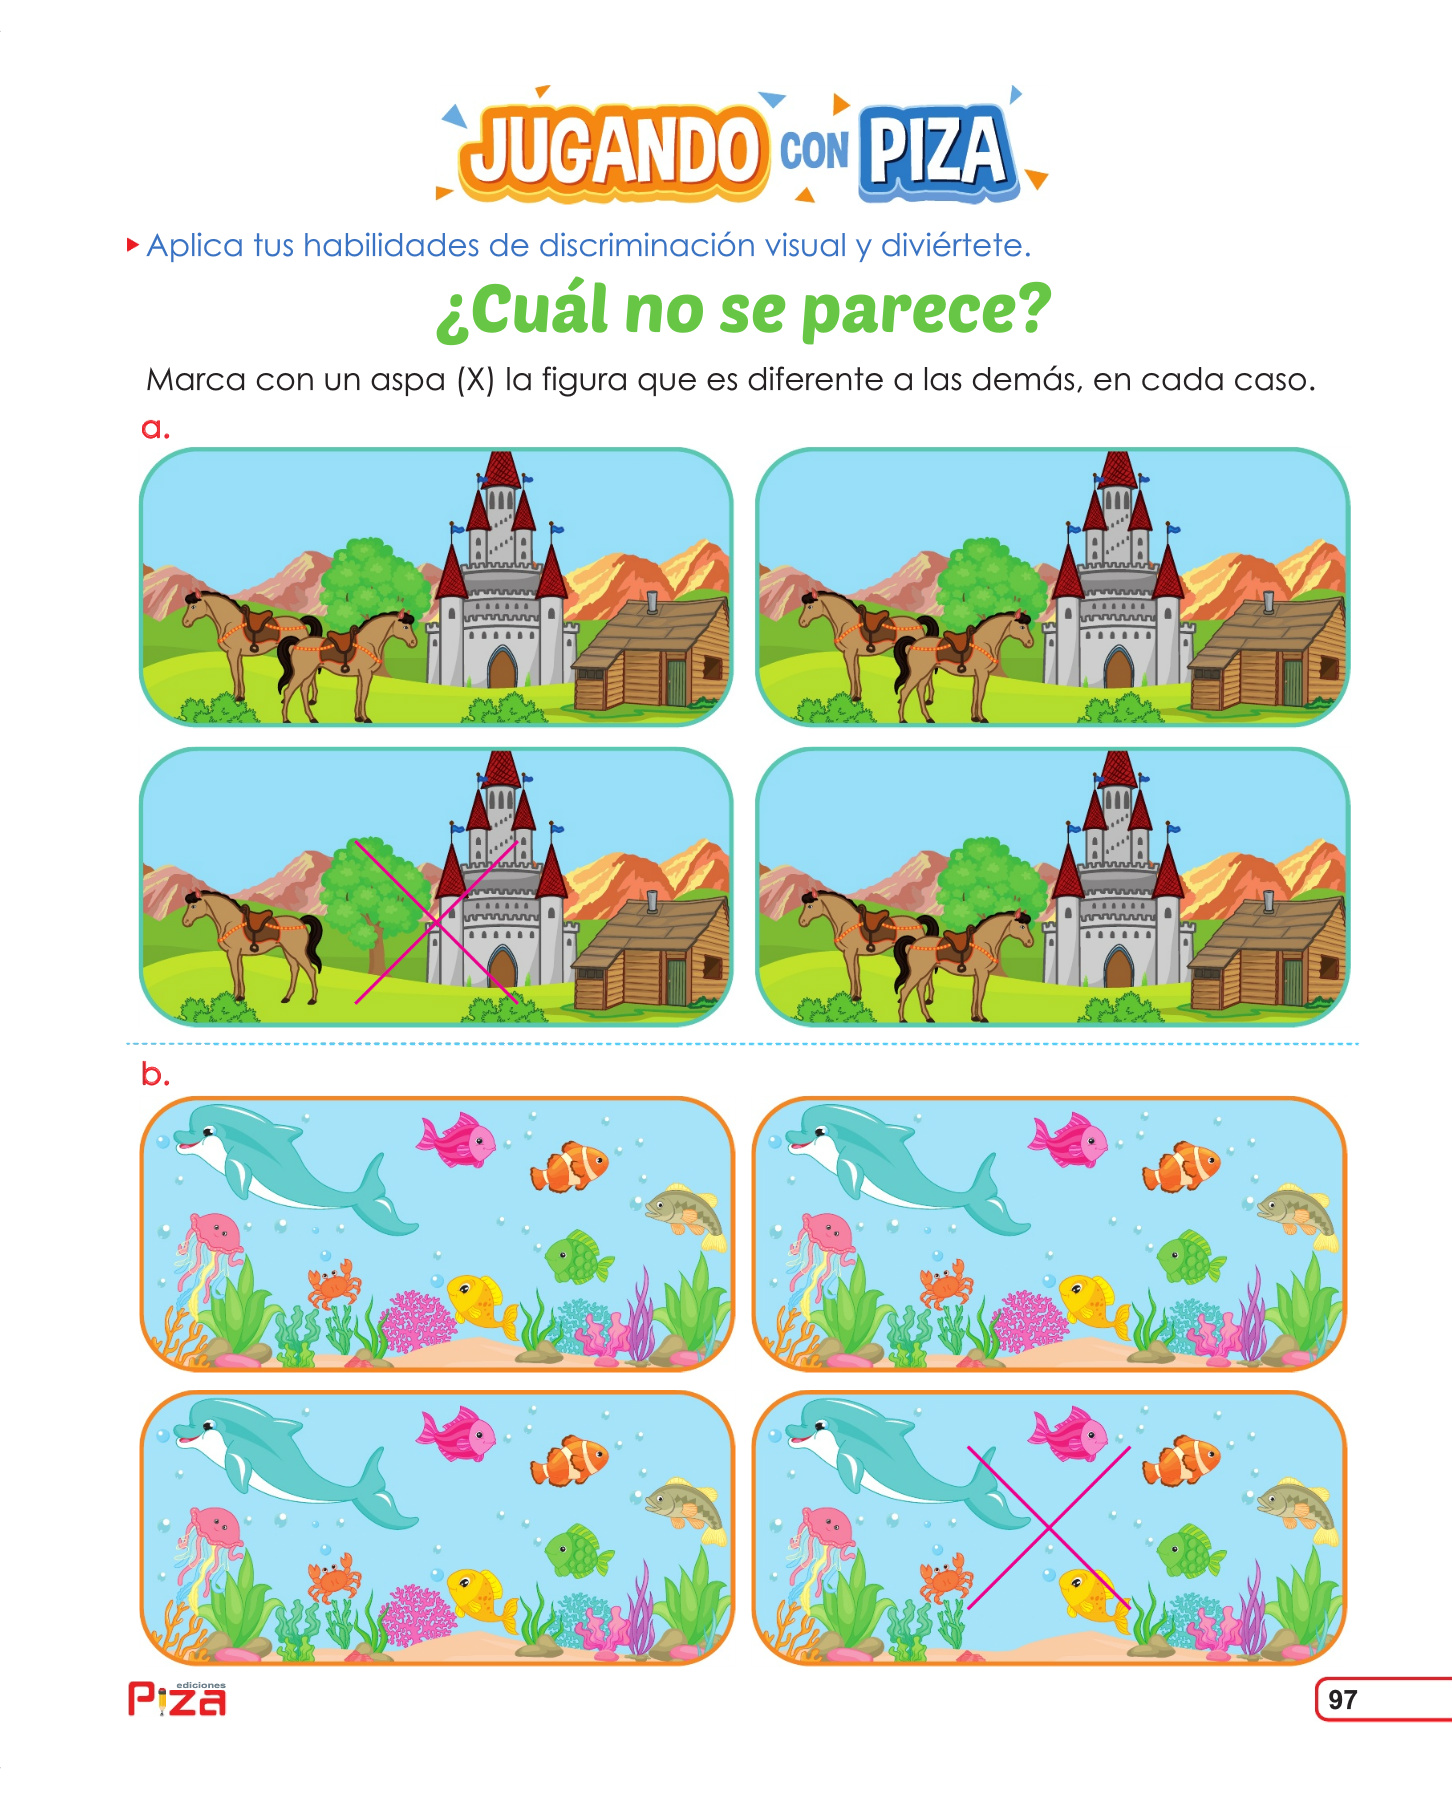 JUGANDO CON PIZA
Aplica tus habilidades de discriminación visual y diviértete.
¿Cuál no se parece?
Marca con un aspa (X) la figura que es diferente a las demás, en cada caso.
a.
b.
ediciones
Piza
97